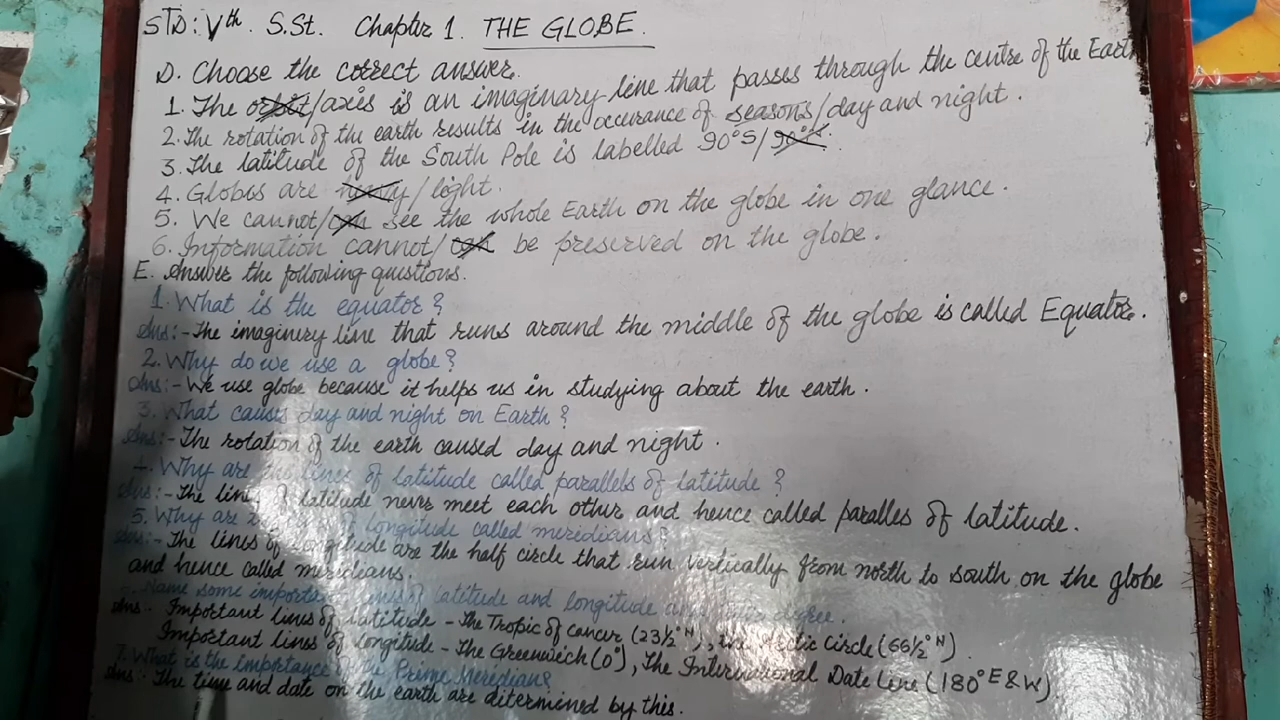 STD: Vth. S.St. Chapter 1. THE GLOBE.
D. Choose the correct answer.
1. The orbit/axis is an imaginary line that passes through the centre of the Earth
2. The rotation of the earth results in the occurance of seasons/day and night.
3. The latitude of the South Pole is labelled 90°S/90°N.
4. Globes are heavy/light.
5. We cannot/can see the whole Earth on the globe in one glance.
6. Information cannot/can be preserved on the globe.
E. Answer the following questions.
1. What is the equator?
Ans:- The imaginery line that runs around the middle of the globe is called Equator.
2. Why do we use a globe?
Ans:- We use globe because it helps us in studying about the earth.
3. What causes day and night on Earth?
Ans:- The rotation of the earth caused day and night.
4. Why are the lines of latitude called parallels of latitude?
Ans:- The lines of latitude never meet each other and hence called paralles of latitude.
5. Why are of longitude called meridians?
Ans:- The lines of longitude are the half circle that run vertically from north to south on the globe
and hence called meridians.
Name some important lines of latitude and longitude degree.
Ans. Important lines of latitude - The Tropic of cancer (23½°N), the Arctic Circle (66½°N).
Important lines of longitude - The Greenwich (0°), The International Date Line (180° E & W).
7. What is the importance of the Prime Meridian?
Ans:- The time and date on the earth are ditermined by this.